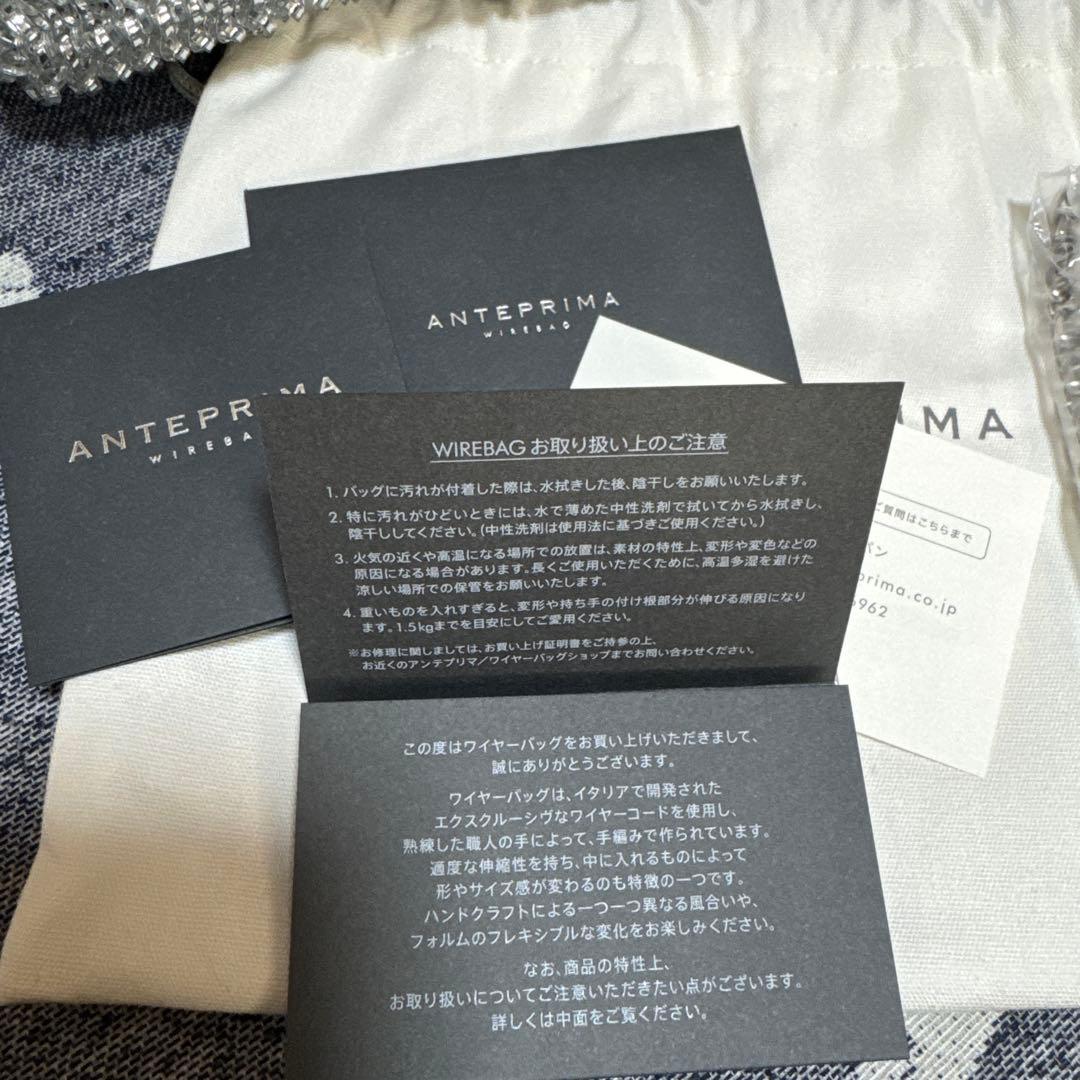 ANTEPRIMA
WIREBAG
ANTEPRIMA
WIREBAG
IMA
WIREBAG お取り扱い上のご注意
1. バッグに汚れが付着した際は、水拭きした後、陰干しをお願いいたします。
2. 特に汚れがひどいときには、水で薄めた中性洗剤で拭いてから水拭きし、
陰干ししてください。(中性洗剤は使用法に基づきご使用ください。)
3. 火気の近くや高温になる場所での放置は、素材の特性上、変形や変色などの
原因になる場合があります。長くご使用いただくために、高温多湿を避けた
涼しい場所での保管をお願いいたします。
4. 重いものを入れすぎると、変形や持ち手の付け根部分が伸びる原因になり
ます。1.5kgまでを目安にしてご愛用ください。
※お修理に関しましては、お買い上げ証明書をご持参の上、
お近くのアンテプリマ/ワイヤーバッグショップまでお問い合わせください。
ご質問はこちらまで
パン
prima.co.jp
962
この度はワイヤーバッグをお買い上げいただきまして、
誠にありがとうございます。
ワイヤーバッグは、イタリアで開発された
エクスクルーシヴなワイヤーコードを使用し、
熟練した職人の手によって、手編みで作られています。
適度な伸縮性を持ち、中に入れるものによって
形やサイズ感が変わるのも特徴の一つです。
ハンドクラフトによる一つ一つ異なる風合いや、
フォルムのフレキシブルな変化をお楽しみください。
なお、商品の特性上、
お取り扱いについてご注意いただきたい点がございます。
詳しくは中面をご覧ください。